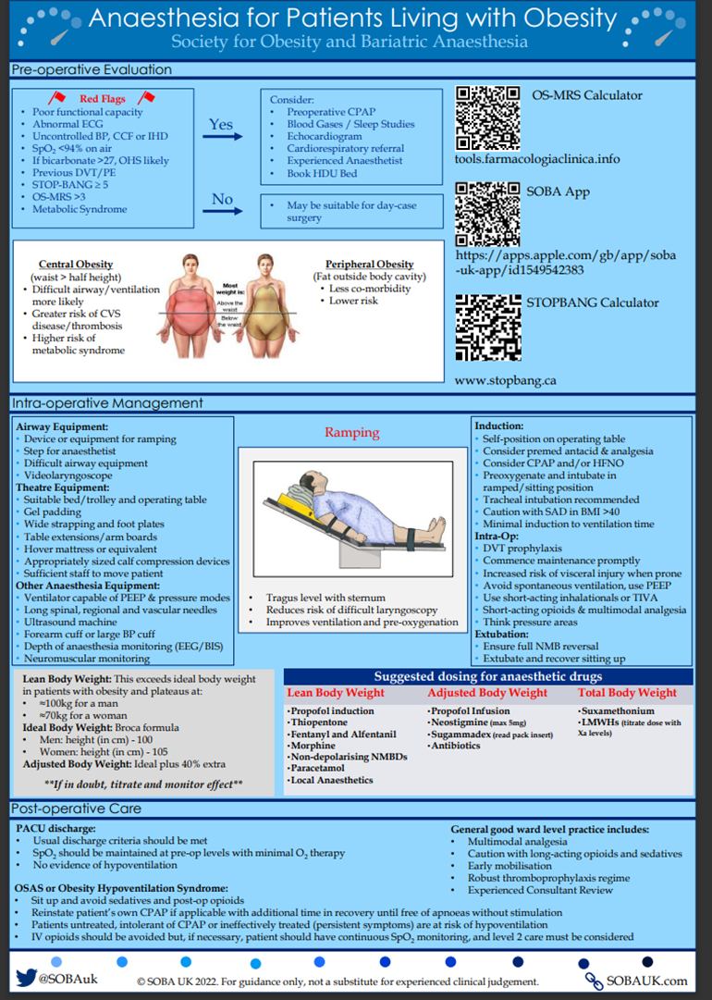 Anaesthesia for Patients Living with Obesity
Society for Obesity and Bariatric Anaesthesia
Pre-operative Evaluation
Red Flags
• Poor functional capacity
• Abnormal ECG
• Uncontrolled BP, CCF or IHD
• SpO₂ <94% on air
• If bicarbonate >27, OHS likely
• Previous DVT/PE
• STOP-BANG ≥ 5
• OS-MRS >3
• Metabolic Syndrome
Yes
No
Consider:
• Preoperative CPAP
• Blood Gases / Sleep Studies
• Echocardiogram
• Cardiorespiratory referral
• Experienced Anaesthetist
• Book HDU Bed
• May be suitable for day-case
surgery
OS-MRS Calculator
tools.farmacologiaclinica.info
SOBA App
https://apps.apple.com/gb/app/soba
-uk-app/id1549542383
STOPBANG Calculator
www.stopbang.ca
Central Obesity
(waist > half height)
• Difficult airway/ventilation
more likely
• Greater risk of CVS
disease/thrombosis
• Higher risk of
metabolic syndrome
Most
weight is:
Above the
waist
Below the
waist
Peripheral Obesity
(Fat outside body cavity)
• Less co-morbidity
• Lower risk
Intra-operative Management
Airway Equipment:
• Device or equipment for ramping
• Step for anaesthetist
• Difficult airway equipment
• Videolaryngoscope
Theatre Equipment:
• Suitable bed/trolley and operating table
• Gel padding
• Wide strapping and foot plates
• Table extensions/arm boards
• Hover mattress or equivalent
• Appropriately sized calf compression devices
• Sufficient staff to move patient
Other Anaesthesia Equipment:
• Ventilator capable of PEEP & pressure modes
• Long spinal, regional and vascular needles
• Ultrasound machine
• Forearm cuff or large BP cuff
• Depth of anaesthesia monitoring (EEG/BIS)
• Neuromuscular monitoring
Ramping
• Tragus level with sternum
• Reduces risk of difficult laryngoscopy
• Improves ventilation and pre-oxygenation
Induction:
• Self-position on operating table
• Consider premed antacid & analgesia
• Consider CPAP and/or HFNO
• Preoxygenate and intubate in
ramped/sitting position
• Tracheal intubation recommended
• Caution with SAD in BMI >40
• Minimal induction to ventilation time
Intra-Op:
• DVT prophylaxis
• Commence maintenance promptly
• Increased risk of visceral injury when prone
• Avoid spontaneous ventilation, use PEEP
• Use short-acting inhalationals or TIVA
• Short-acting opioids & multimodal analgesia
• Think pressure areas
Extubation:
• Ensure full NMB reversal
• Extubate and recover sitting up
Lean Body Weight: This exceeds ideal body weight
in patients with obesity and plateaus at:
• ≈100kg for a man
• ≈70kg for a woman
Ideal Body Weight: Broca formula
• Men: height (in cm) - 100
• Women: height (in cm) - 105
Adjusted Body Weight: Ideal plus 40% extra
**If in doubt, titrate and monitor effect**
Suggested dosing for anaesthetic drugs
Lean Body Weight
•Propofol induction
•Thiopentone
•Fentanyl and Alfentanil
•Morphine
•Non-depolarising NMBDs
•Paracetamol
•Local Anaesthetics
Adjusted Body Weight
•Propofol Infusion
•Neostigmine (max 5mg)
•Sugammadex (read pack insert)
•Antibiotics
Total Body Weight
•Suxamethonium
•LMWHs (titrate dose with
Xa levels)
Post-operative Care
PACU discharge:
• Usual discharge criteria should be met
• SpO₂ should be maintained at pre-op levels with minimal O₂ therapy
• No evidence of hypoventilation
General good ward level practice includes:
• Multimodal analgesia
• Caution with long-acting opioids and sedatives
• Early mobilisation
• Robust thromboprophylaxis regime
• Experienced Consultant Review
OSAS or Obesity Hypoventilation Syndrome:
• Sit up and avoid sedatives and post-op opioids
• Reinstate patient's own CPAP if applicable with additional time in recovery until free of apnoeas without stimulation
• Patients untreated, intolerant of CPAP or ineffectively treated (persistent symptoms) are at risk of hypoventilation
• IV opioids should be avoided but, if necessary, patient should have continuous SpO₂ monitoring, and level 2 care must be considered
@SOBAuk
© SOBA UK 2022. For guidance only, not a substitute for experienced clinical judgement.
SOBAUK.com